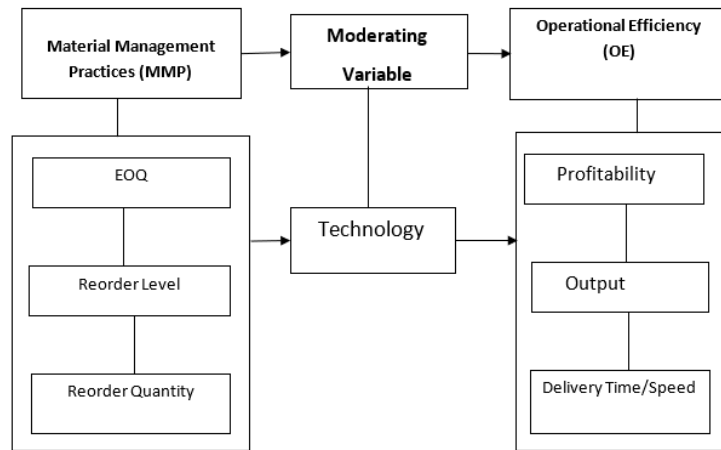 Material Management
Practices (MMP)
Moderating
Variable
Operational Efficiency
(OE)
EOQ
Reorder Level
Reorder Quantity
Technology
Profitability
Output
Delivery Time/Speed